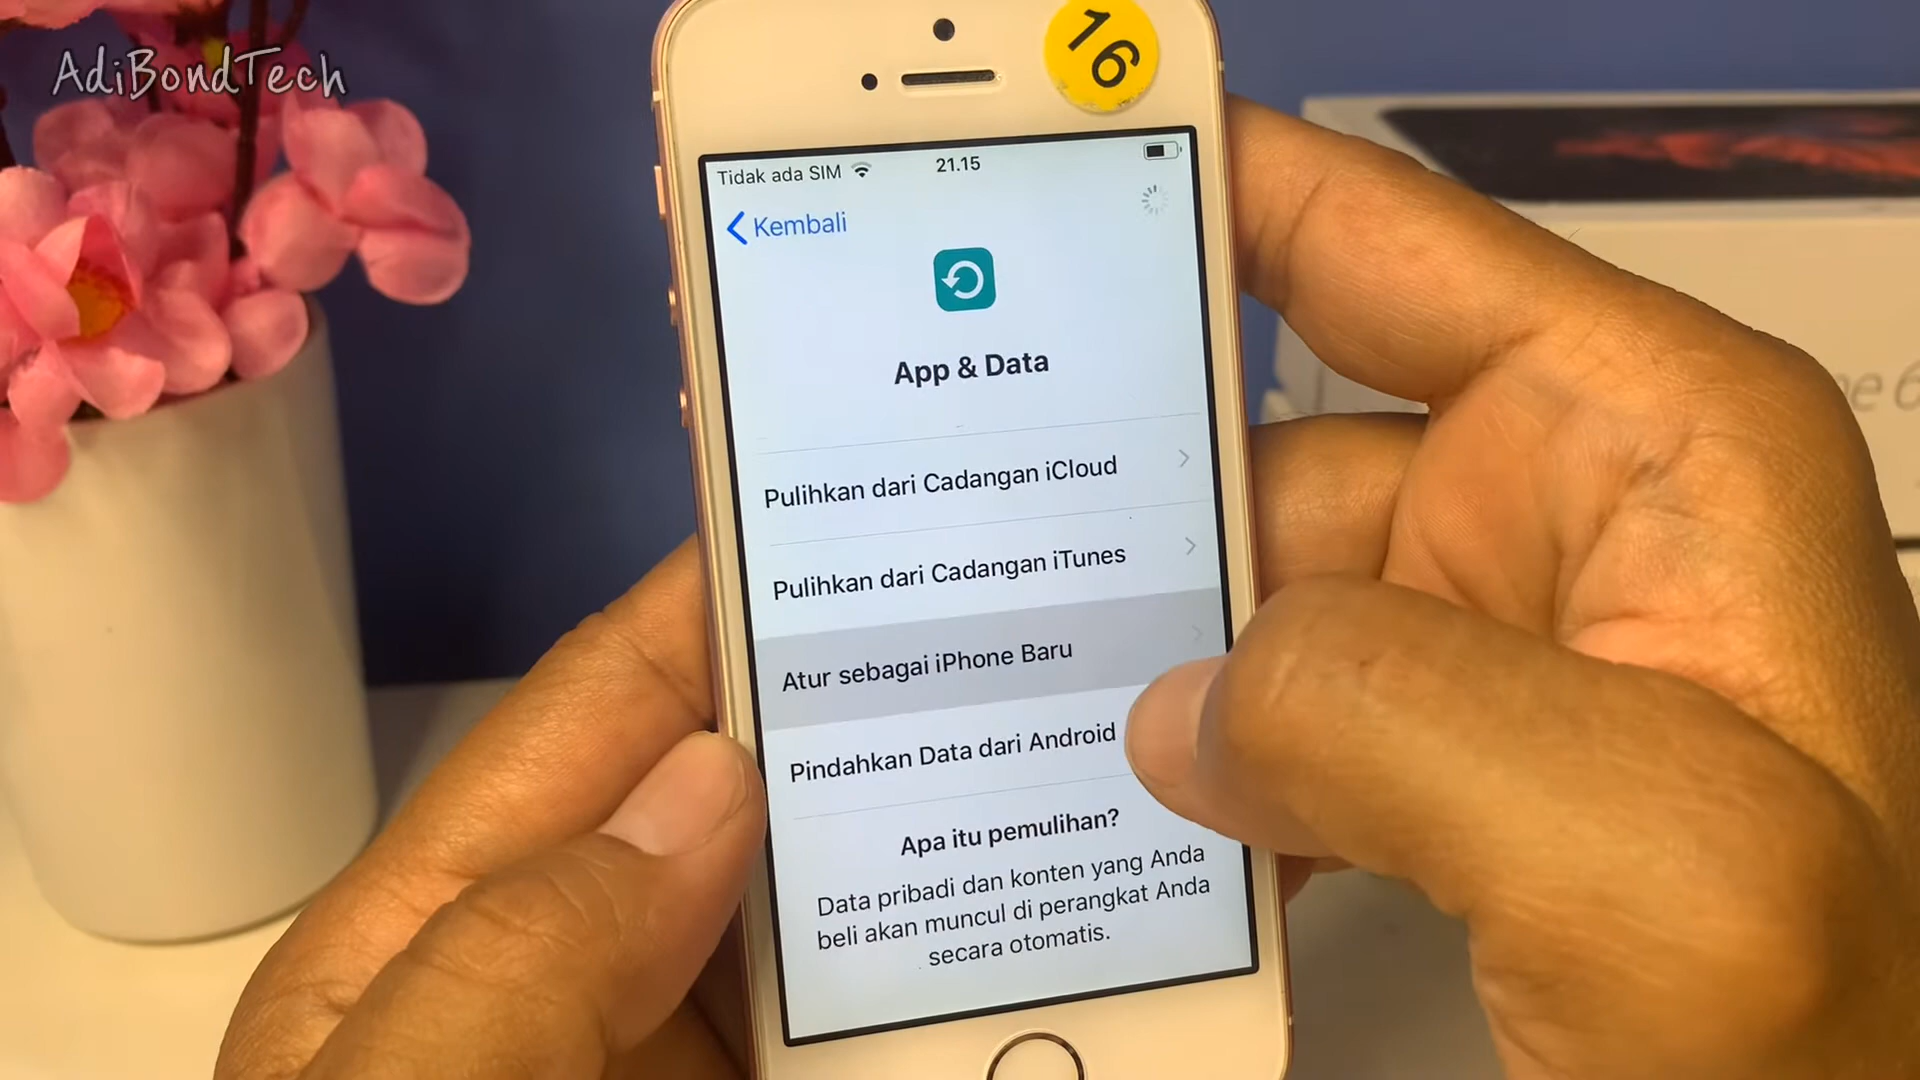 AdiBondTech
16
Tidak ada SIM 21.15
Kembali
App & Data
Pulihkan dari Cadangan iCloud
Pulihkan dari Cadangan iTunes
Atur sebagai iPhone Baru
Pindahkan Data dari Android
Apa itu pemulihan?
Data pribadi dan konten yang Anda
beli akan muncul di perangkat Anda
secara otomatis.